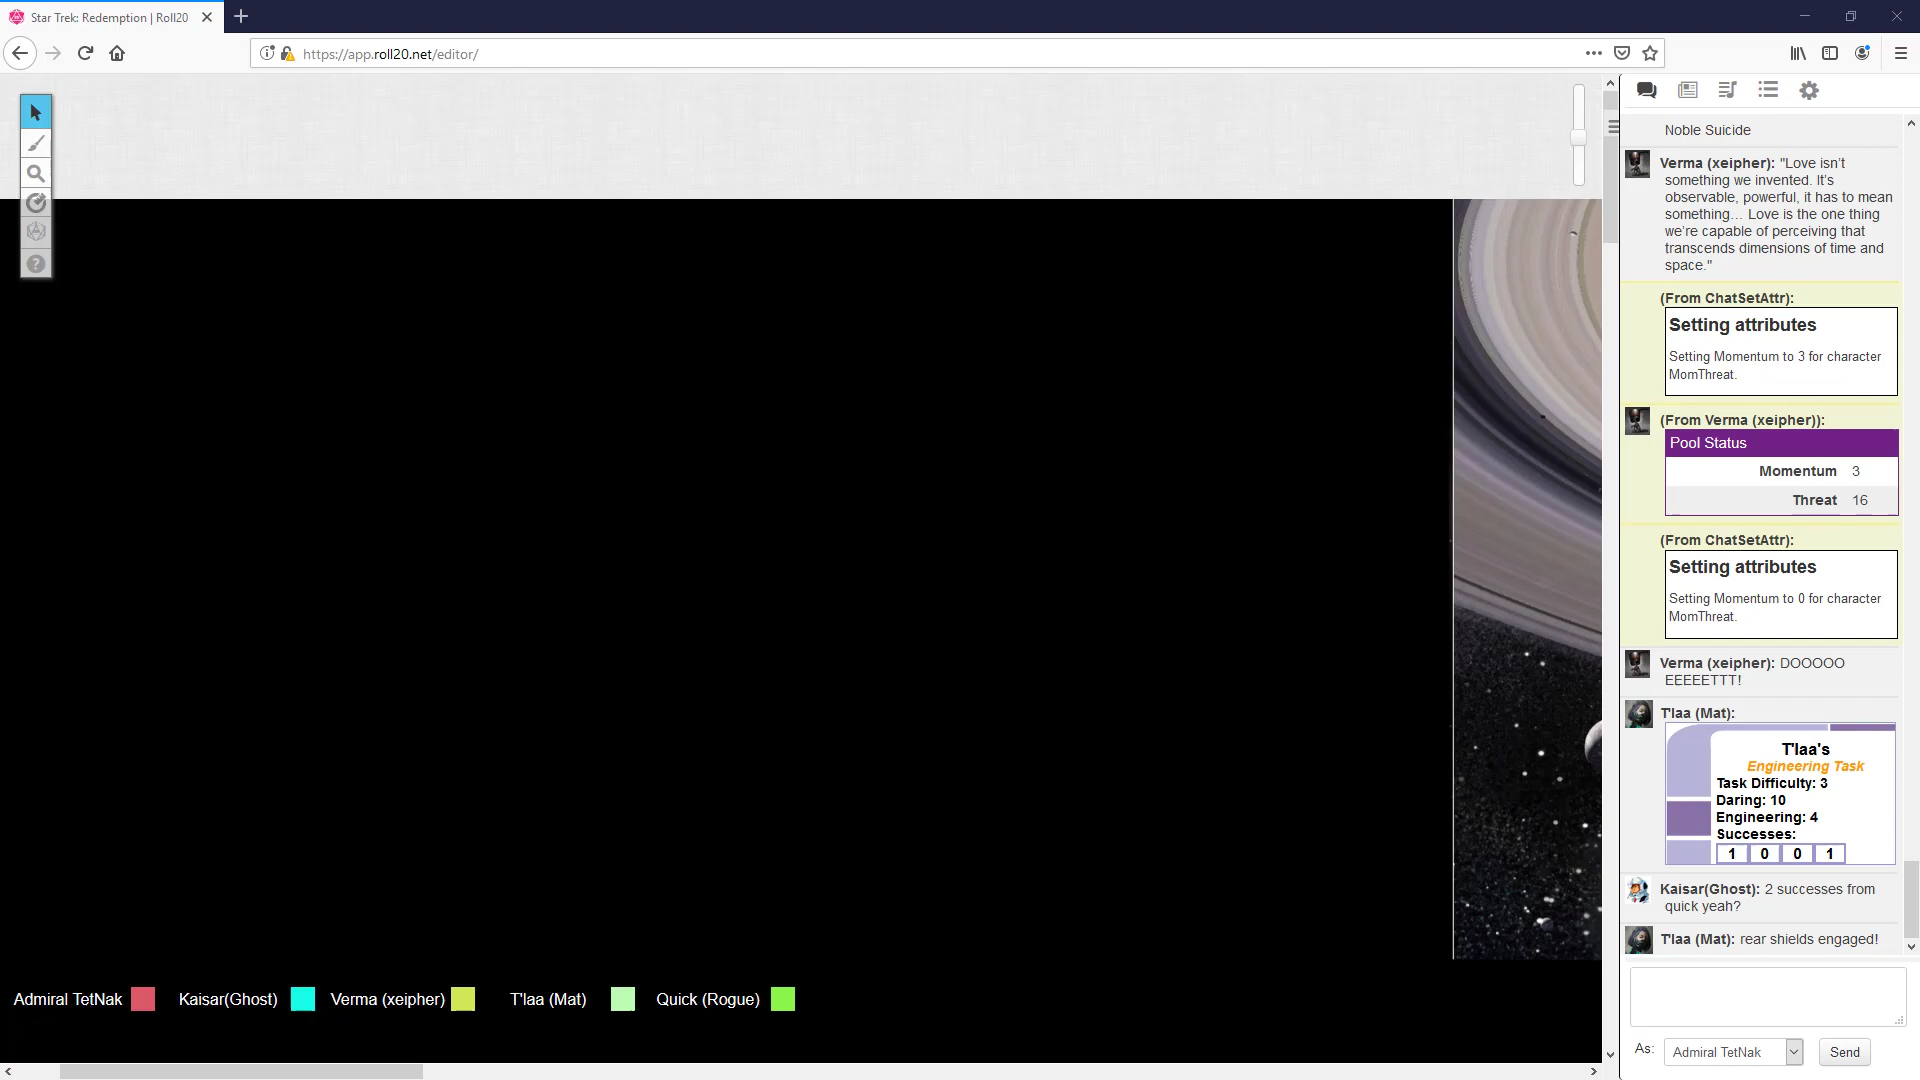 Star Trek: Redemption | Roll20
https://app.roll20.net/editor/
Noble Suicide
Verma (xeipher): "Love isn't
something we invented. It's
observable, powerful, it has to mean
something... Love is the one thing
we're capable of perceiving that
transcends dimensions of time and
space."
(From ChatSetAttr):
Setting attributes
Setting Momentum to 3 for character
MomThreat.
(From Verma (xeipher)):
Pool Status
Momentum 3
Threat 16
(From ChatSetAttr):
Setting attributes
Setting Momentum to 0 for character
MomThreat.
Verma (xeipher): DOOOOO
EEEEETTT!
T'laa (Mat):
T'laa's
Engineering Task
Task Difficulty: 3
Daring: 10
Engineering: 4
Successes:
1 0 0 1
Kaisar(Ghost): 2 successes from
quick yeah?
T'laa (Mat): rear shields engaged!
Admiral TetNak Kaisar(Ghost) Verma (xeipher) T'laa (Mat) Quick (Rogue)
As: Admiral TetNak Send